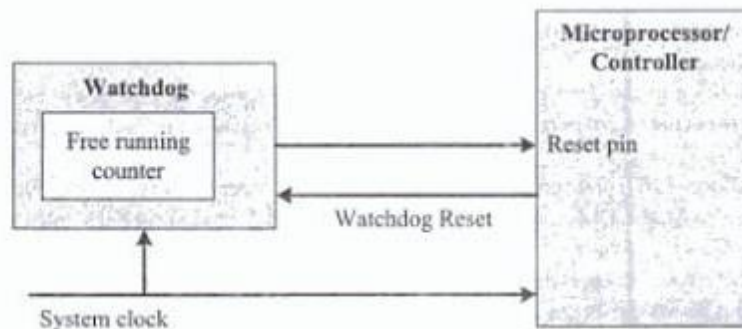 Microprocessor/
Controller
Watchdog
Free running
counter
Reset pin
Watchdog Reset
System clock